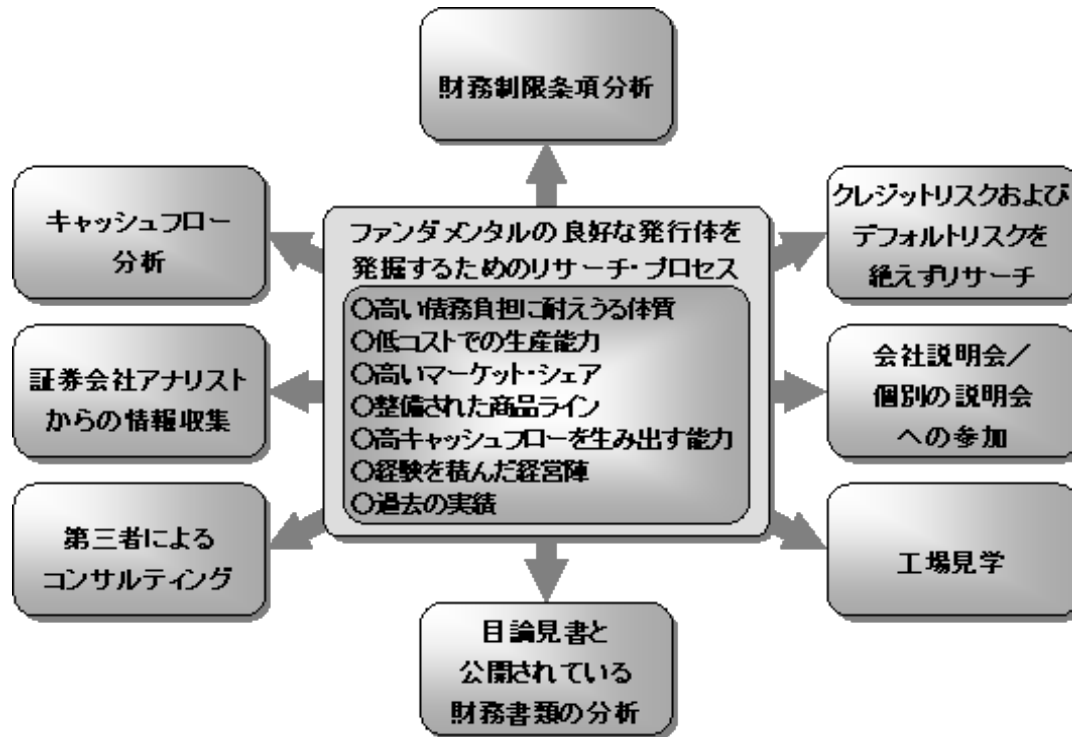 財務制限条項分析
キャッシュフロー
分析
クレジットリスクおよび
デフォルトリスクを
絶えずリサーチ
ファンダメンタルの良好な発行体を
発掘するためのリサーチ・プロセス
○高い債務負担に耐えうる体質
○低コストでの生産能力
○高いマーケット・シェア
○整備された商品ライン
○高キャッシュフローを生み出す能力
○経験を積んだ経営陣
○過去の実績
証券会社アナリスト
からの情報収集
会社説明会／
個別の説明会
への参加
第三者による
コンサルティング
工場見学
目論見書と
公開されている
財務書類の分析